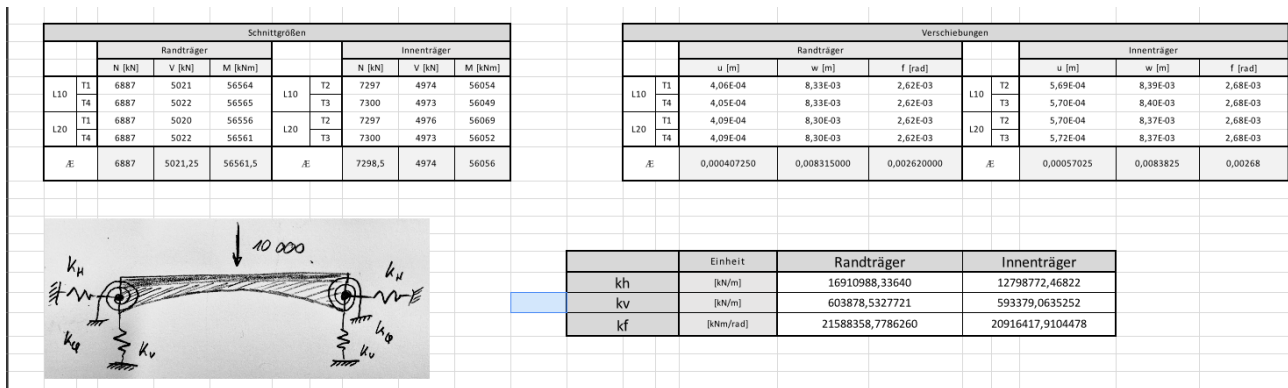 Schnittgrößen
Randträger Innenträger
N [kN] V [kN] M [kNm] N [kN] V [kN] M [kNm]
L10 T1 6887 5021 56564 L10 T2 7297 4974 56054
T4 6887 5022 56565 T3 7300 4973 56049
L20 T1 6887 5020 56556 L20 T2 7297 4976 56069
T4 6887 5022 56561 T3 7300 4973 56052
Æ 6887 5021,25 56561,5 Æ 7298,5 4974 56056
Verschiebungen
Randträger Innenträger
u [m] w [m] f [rad] u [m] w [m] f [rad]
L10 T1 4,06E-04 8,33E-03 2,62E-03 L10 T2 5,69E-04 8,39E-03 2,68E-03
T4 4,05E-04 8,33E-03 2,62E-03 T3 5,70E-04 8,40E-03 2,68E-03
L20 T1 4,09E-04 8,30E-03 2,62E-03 L20 T2 5,70E-04 8,37E-03 2,68E-03
T4 4,09E-04 8,30E-03 2,62E-03 T3 5,72E-04 8,37E-03 2,68E-03
Æ 0,000407250 0,008315000 0,002620000 Æ 0,00057025 0,0083825 0,00268
10 000
kH kH
kφ kφ
kv kv
Einheit Randträger Innenträger
kh [kN/m] 16910988,33640 12798772,46822
kv [kN/m] 603878,5327721 593379,0635252
kf [kNm/rad] 21588358,7786260 20916417,9104478